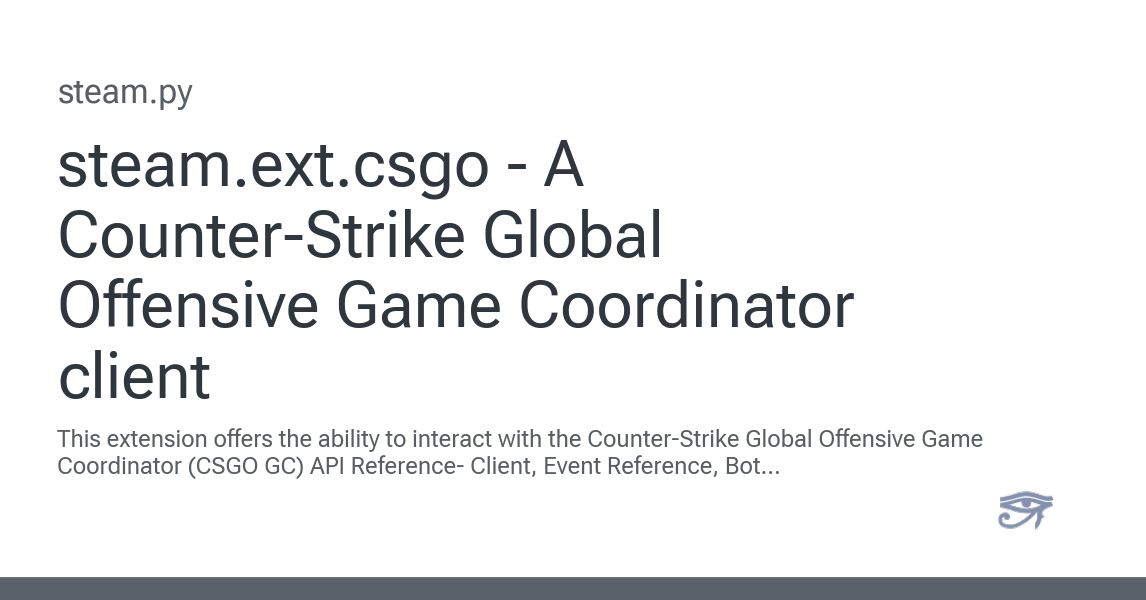 steam.py
steam.ext.csgo - A
Counter-Strike Global
Offensive Game Coordinator
client
This extension offers the ability to interact with the Counter-Strike Global Offensive Game
Coordinator (CSGO GC) API Reference- Client, Event Reference, Bot...